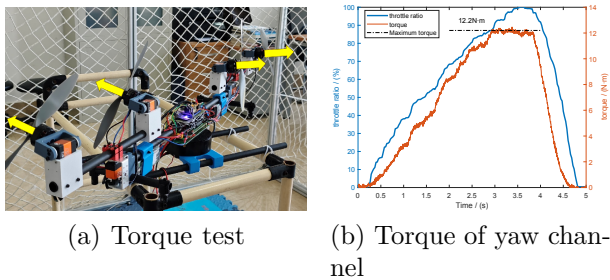 throttle ratio
torque
Maximum torque
12.2N·m
throttle ratio / (%)
100
90
80
70
60
50
40
30
20
10
0
torque / (N·m)
14
12
10
8
6
4
2
0
0 0.5 1 1.5 2 2.5 3 3.5 4 4.5 5
Time / (s)
(a) Torque test
(b) Torque of yaw chan-
nel